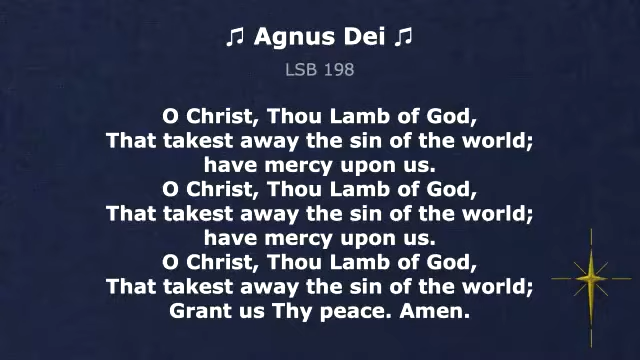 ♫ Agnus Dei ♫
LSB 198
O Christ, Thou Lamb of God,
That takest away the sin of the world;
have mercy upon us.
O Christ, Thou Lamb of God,
That takest away the sin of the world;
have mercy upon us.
O Christ, Thou Lamb of God,
That takest away the sin of the world;
Grant us Thy peace. Amen.